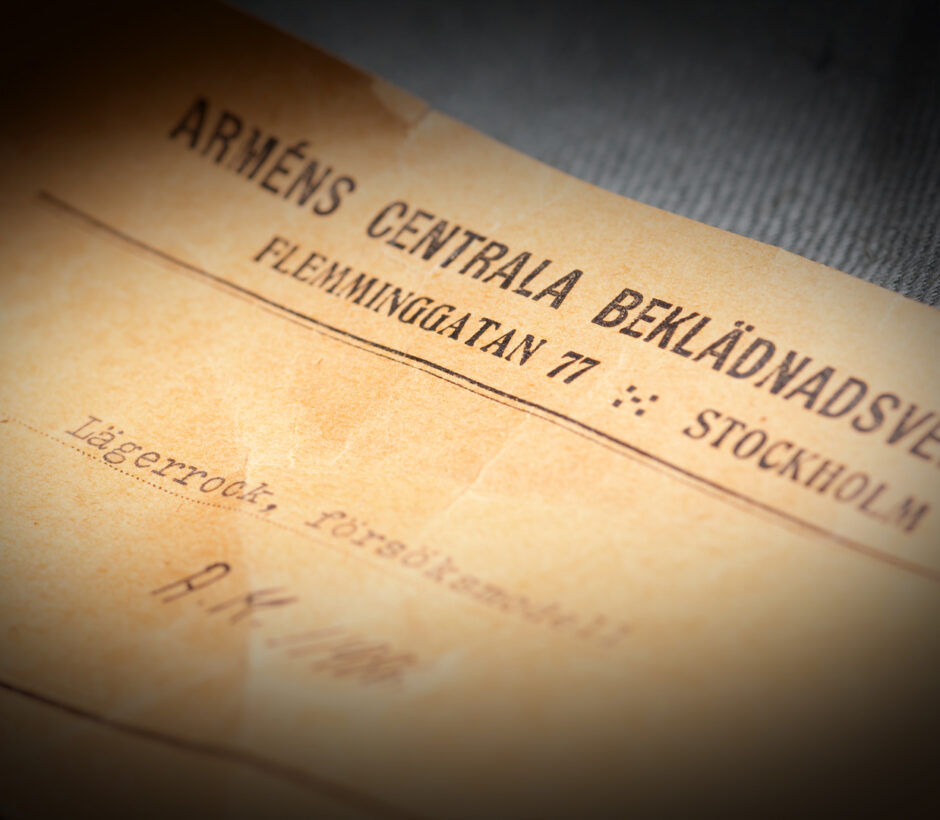 ARMÉNS CENTRALA BEKLÄDNADSVE
FLEMMINGGATAN 77 STOCKHOLM
Lägerrock, försöksmodell
A.M.